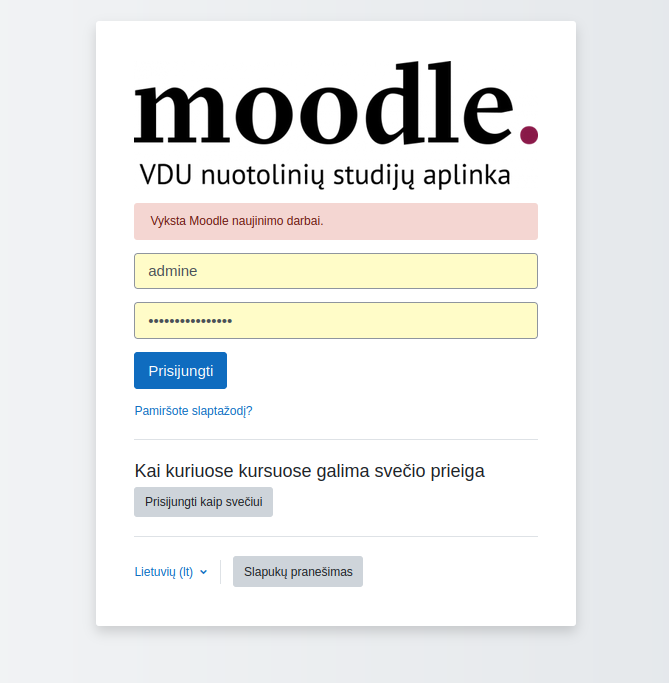 moodle.
VDU nuotolinių studijų aplinka
Vyksta Moodle naujinimo darbai.
admine
••••••••••••••••
Prisijungti
Pamiršote slaptažodį?
Kai kuriuose kursuose galima svečio prieiga
Prisijungti kaip svečiui
Lietuvių ‎(lt)‎ Slapukų pranešimas